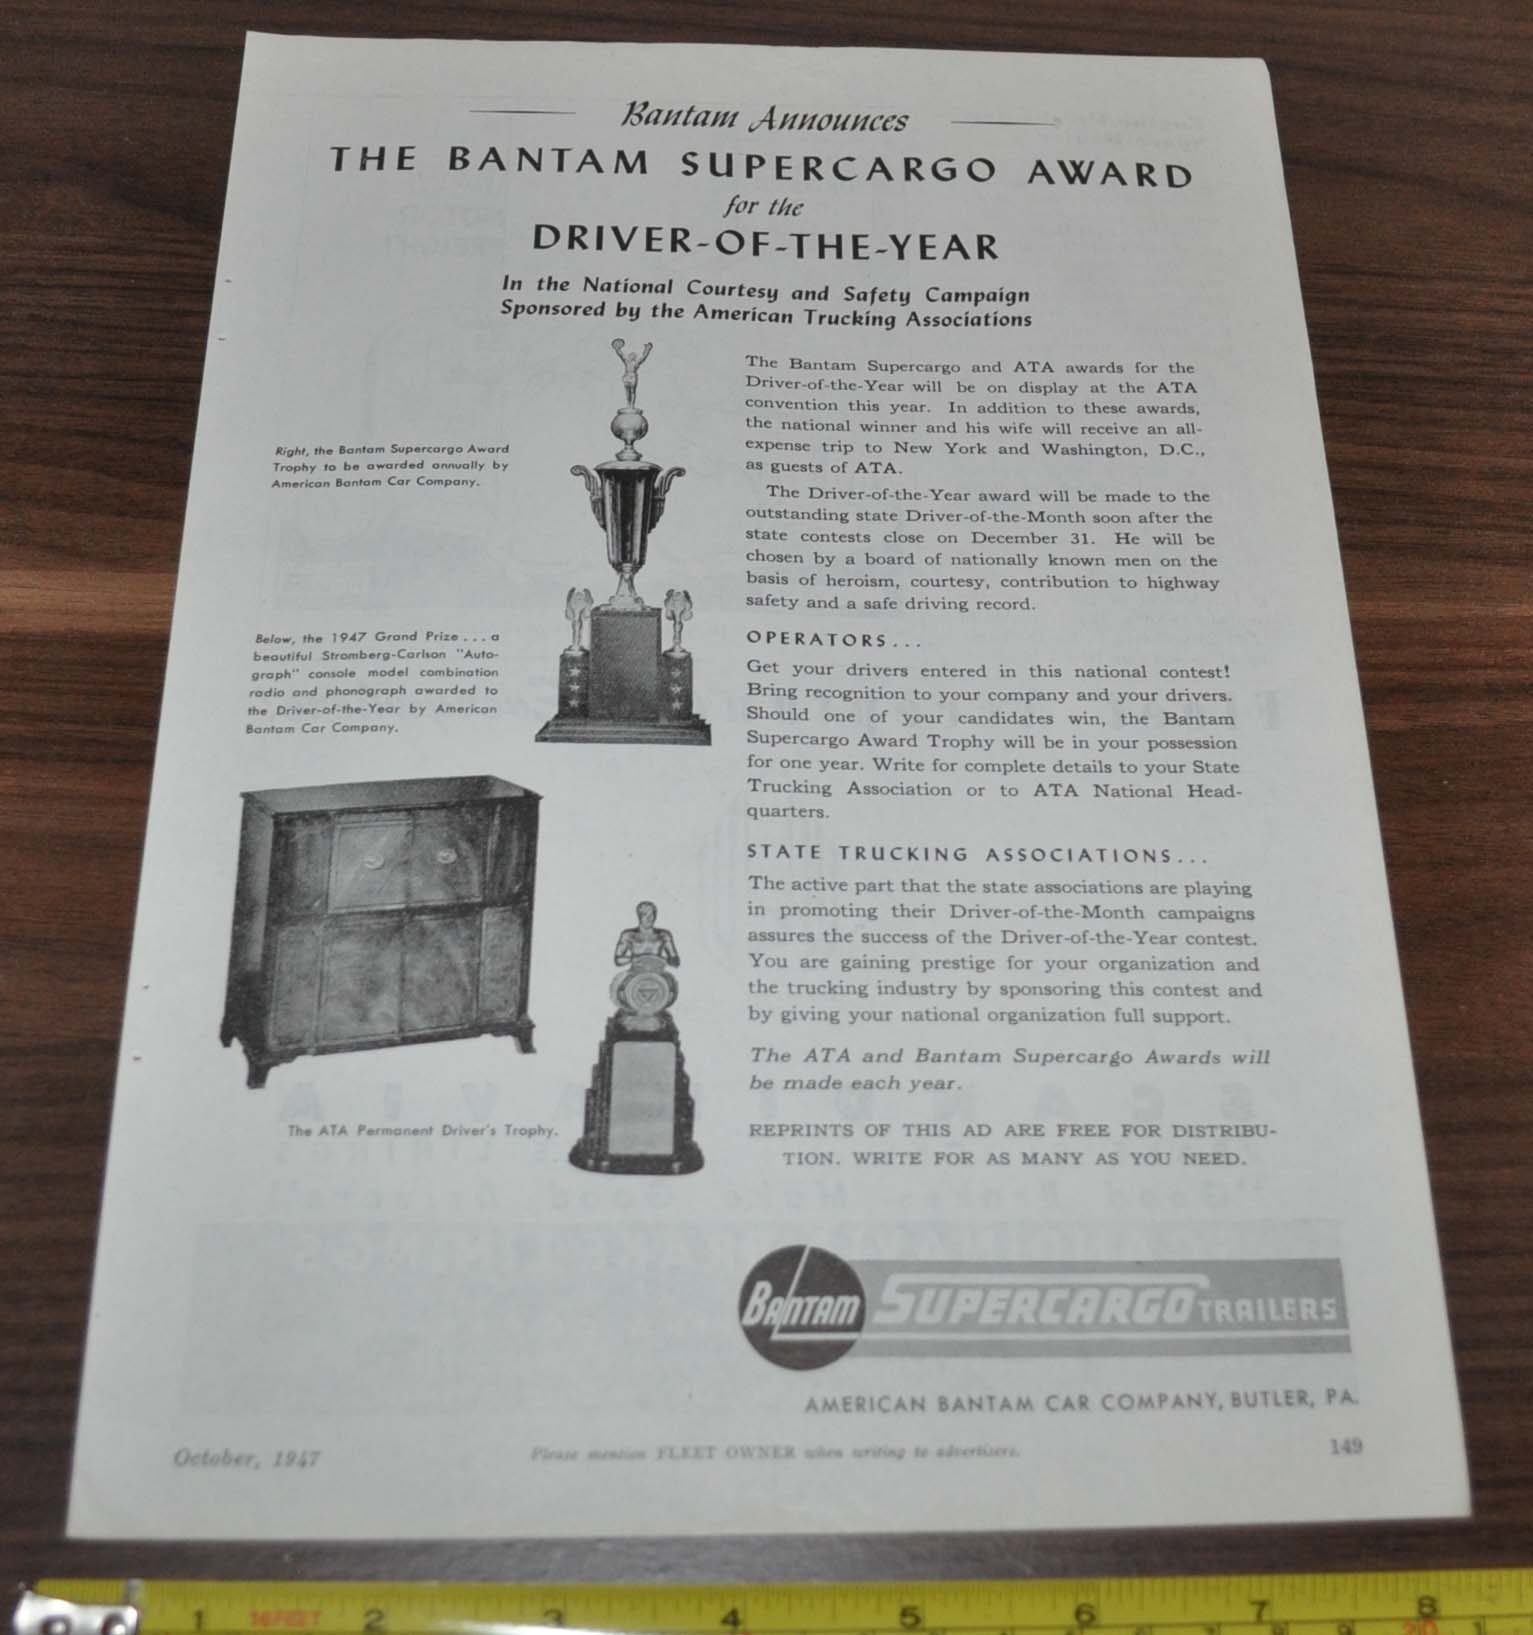 Bantam Announces
THE BANTAM SUPERCARGO AWARD
for the
DRIVER-OF-THE-YEAR
In the National Courtesy and Safety Campaign
Sponsored by the American Trucking Associations
Right, the Bantam Supercargo Award
Trophy to be awarded annually by
American Bantam Car Company.
Below, the 1947 Grand Prize . . . a
beautiful Stromberg-Carlson "Auto-
graph" console model combination
radio and phonograph awarded to
the Driver-of-the-Year by American
Bantam Car Company.
The ATA Permanent Driver's Trophy.
The Bantam Supercargo and ATA awards for the
Driver-of-the-Year will be on display at the ATA
convention this year. In addition to these awards,
the national winner and his wife will receive an all-
expense trip to New York and Washington, D.C.,
as guests of ATA.
The Driver-of-the-Year award will be made to the
outstanding state Driver-of-the-Month soon after the
state contests close on December 31. He will be
chosen by a board of nationally known men on the
basis of heroism, courtesy, contribution to highway
safety and a safe driving record.
OPERATORS . . .
Get your drivers entered in this national contest!
Bring recognition to your company and your drivers.
Should one of your candidates win, the Bantam
Supercargo Award Trophy will be in your possession
for one year. Write for complete details to your State
Trucking Association or to ATA National Head-
quarters.
STATE TRUCKING ASSOCIATIONS . . .
The active part that the state associations are playing
in promoting their Driver-of-the-Month campaigns
assures the success of the Driver-of-the-Year contest.
You are gaining prestige for your organization and
the trucking industry by sponsoring this contest and
by giving your national organization full support.
The ATA and Bantam Supercargo Awards will
be made each year.
REPRINTS OF THIS AD ARE FREE FOR DISTRIBU-
TION. WRITE FOR AS MANY AS YOU NEED.
BANTAM SUPERCARGO TRAILERS
AMERICAN BANTAM CAR COMPANY, BUTLER, PA.
October, 1947
Please mention FLEET OWNER when writing to advertisers.
149
1 16FEET 2 3 4 5 6 7 8